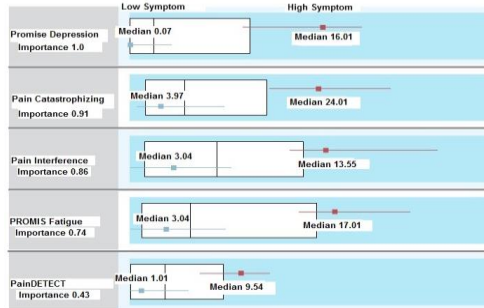 Low Symptom High Symptom
Promise Depression
Importance 1.0
Median 0.07
Median 16.01
Pain Catastrophizing
Importance 0.91
Median 3.97
Median 24.01
Pain Interference
Importance 0.86
Median 3.04
Median 13.55
PROMIS Fatigue
Importance 0.74
Median 3.04
Median 17.01
PainDETECT
Importance 0.43
Median 1.01
Median 9.54